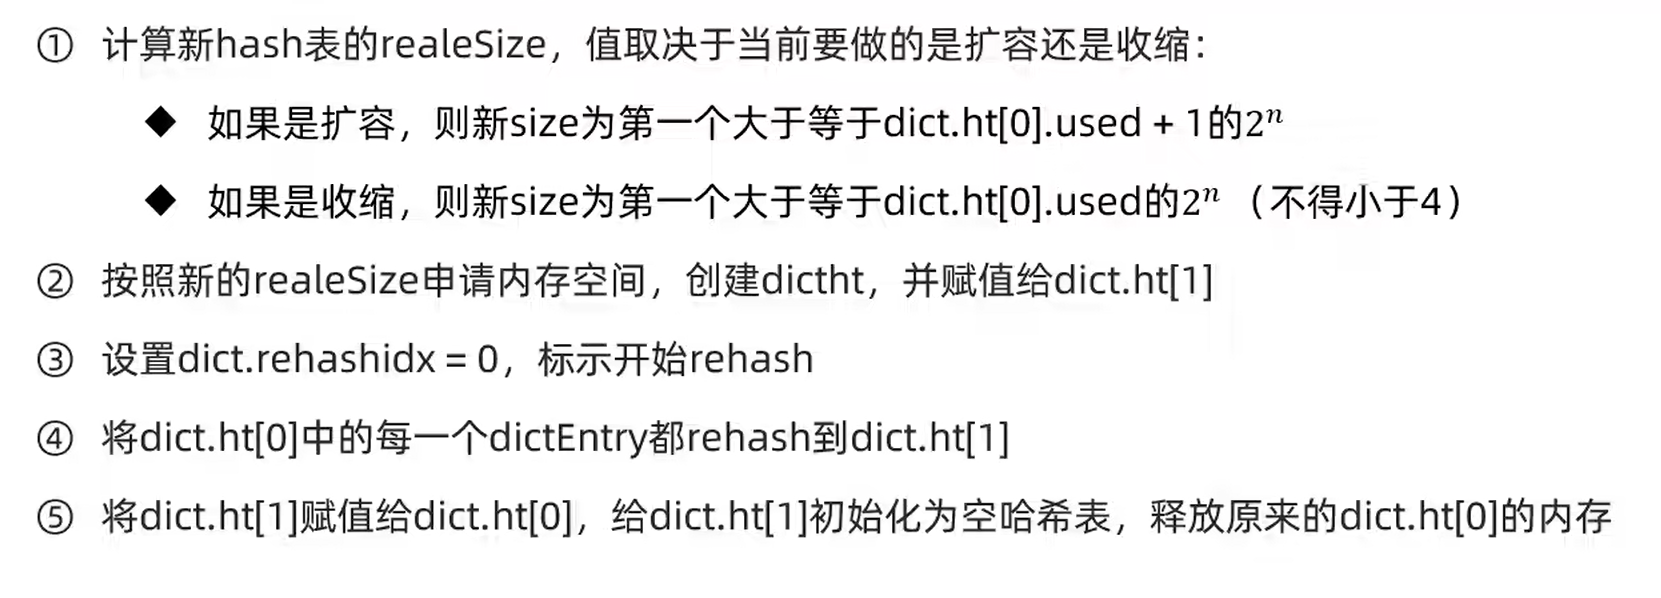 ① 计算新hash表的realeSize，值取决于当前要做的是扩容还是收缩：
◆ 如果是扩容，则新size为第一个大于等于dict.ht[0].used + 1的2ⁿ
◆ 如果是收缩，则新size为第一个大于等于dict.ht[0].used的2ⁿ （不得小于4）
② 按照新的realeSize申请内存空间，创建dictht，并赋值给dict.ht[1]
③ 设置dict.rehashidx = 0，标示开始rehash
④ 将dict.ht[0]中的每一个dictEntry都rehash到dict.ht[1]
⑤ 将dict.ht[1]赋值给dict.ht[0]，给dict.ht[1]初始化为空哈希表，释放原来的dict.ht[0]的内存